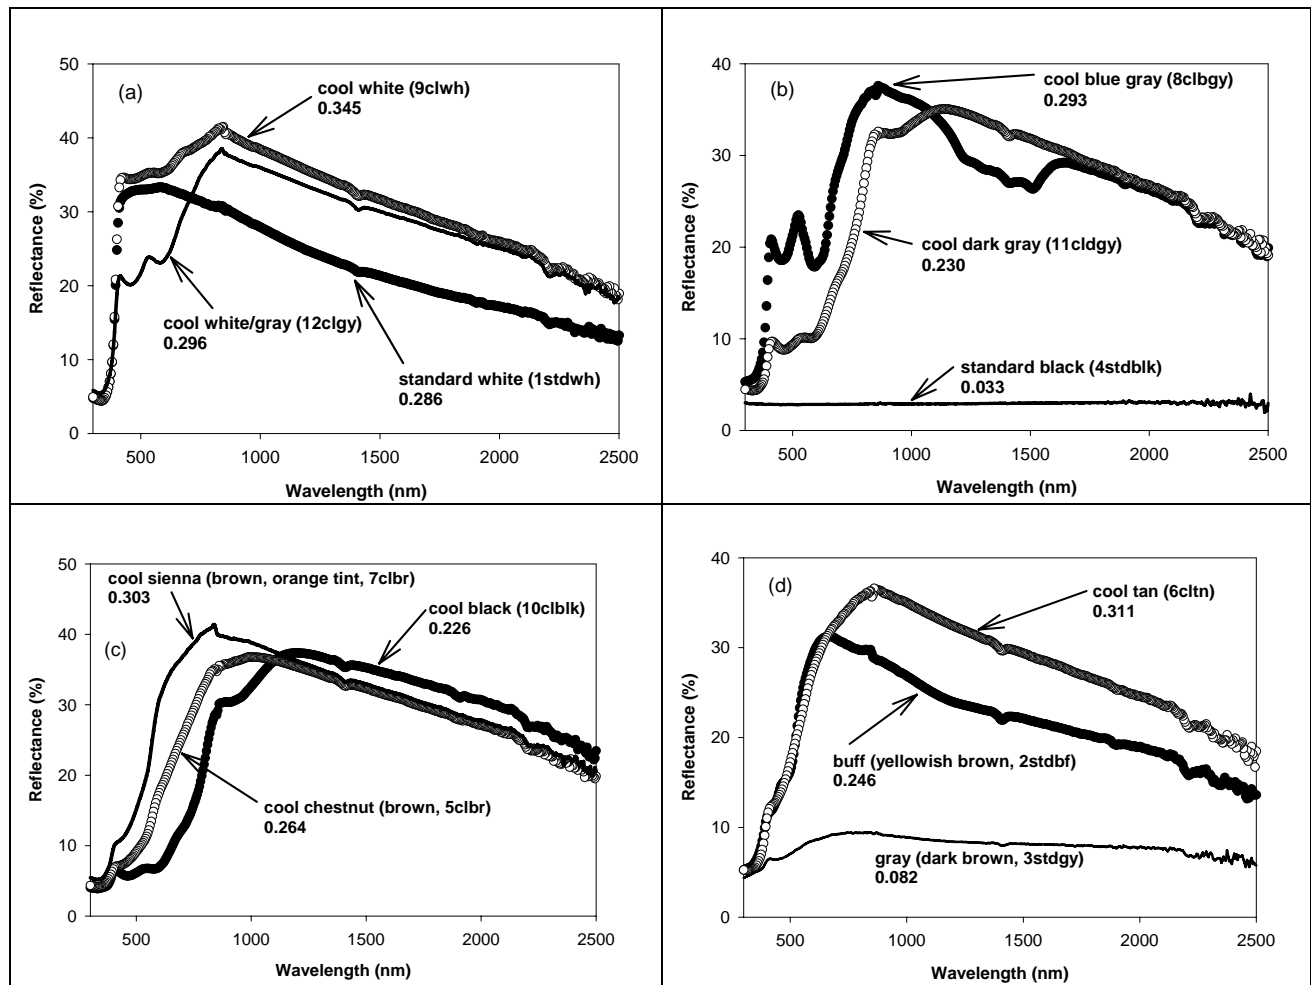 (a)
cool white (9clwh)
0.345
cool white/gray (12clgy)
0.296
standard white (1stdwh)
0.286
50
40
30
20
10
0
Reflectance (%)
500 1000 1500 2000 2500
Wavelength (nm)
(b)
cool blue gray (8clbgy)
0.293
cool dark gray (11cldgy)
0.230
standard black (4stdblk)
0.033
40
30
20
10
0
Reflectance (%)
500 1000 1500 2000 2500
Wavelength (nm)
cool sienna (brown, orange tint, 7clbr)
0.303
cool black (10clblk)
0.226
(c)
cool chestnut (brown, 5clbr)
0.264
50
40
30
20
10
0
Reflectance (%)
500 1000 1500 2000 2500
Wavelength (nm)
(d)
cool tan (6cltn)
0.311
buff (yellowish brown, 2stdbf)
0.246
gray (dark brown, 3stdgy)
0.082
40
30
20
10
0
Reflectance (%)
500 1000 1500 2000 2500
Wavelength (nm)